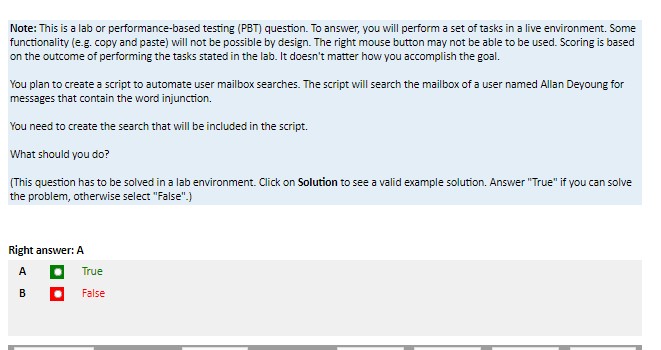 Note: This is a lab or performance-based testing (PBT) question. To answer, you will perform a set of tasks in a live environment. Some
functionality (e.g. copy and paste) will not be possible by design. The right mouse button may not be able to be used. Scoring is based
on the outcome of performing the tasks stated in the lab. It doesn't matter how you accomplish the goal.
You plan to create a script to automate user mailbox searches. The script will search the mailbox of a user named Allan Deyoung for
messages that contain the word injunction.
You need to create the search that will be included in the script.
What should you do?
(This question has to be solved in a lab environment. Click on Solution to see a valid example solution. Answer "True" if you can solve
the problem, otherwise select "False".)
Right answer: A
A True
B False